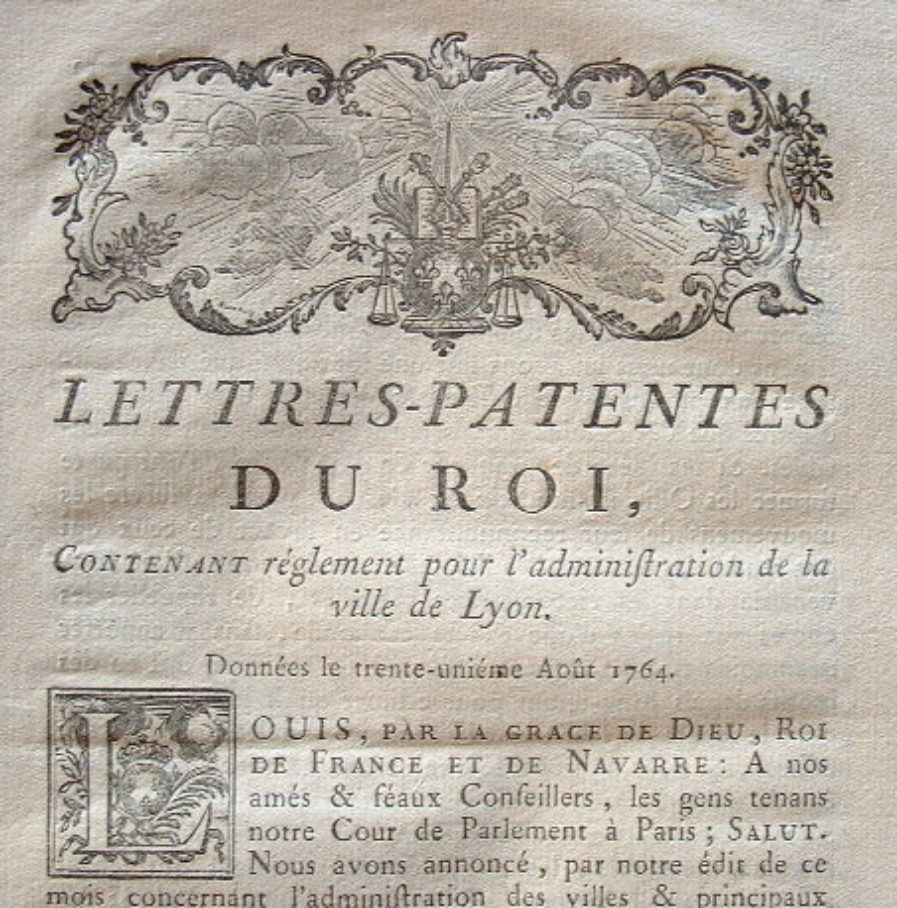 LETTRES-PATENTES
DU ROI,
CONTENANT réglement pour l'adminiſtration de la
ville de Lyon.
Données le trente-uniéme Août 1764.
LOUIS, PAR LA GRACE DE DIEU, ROI
DE FRANCE ET DE NAVARRE: A nos
amés & féaux Conſeillers, les gens tenans
notre Cour de Parlement à Paris; SALUT.
Nous avons annoncé, par notre édit de ce
mois concernant l'adminiſtration des villes & principaux